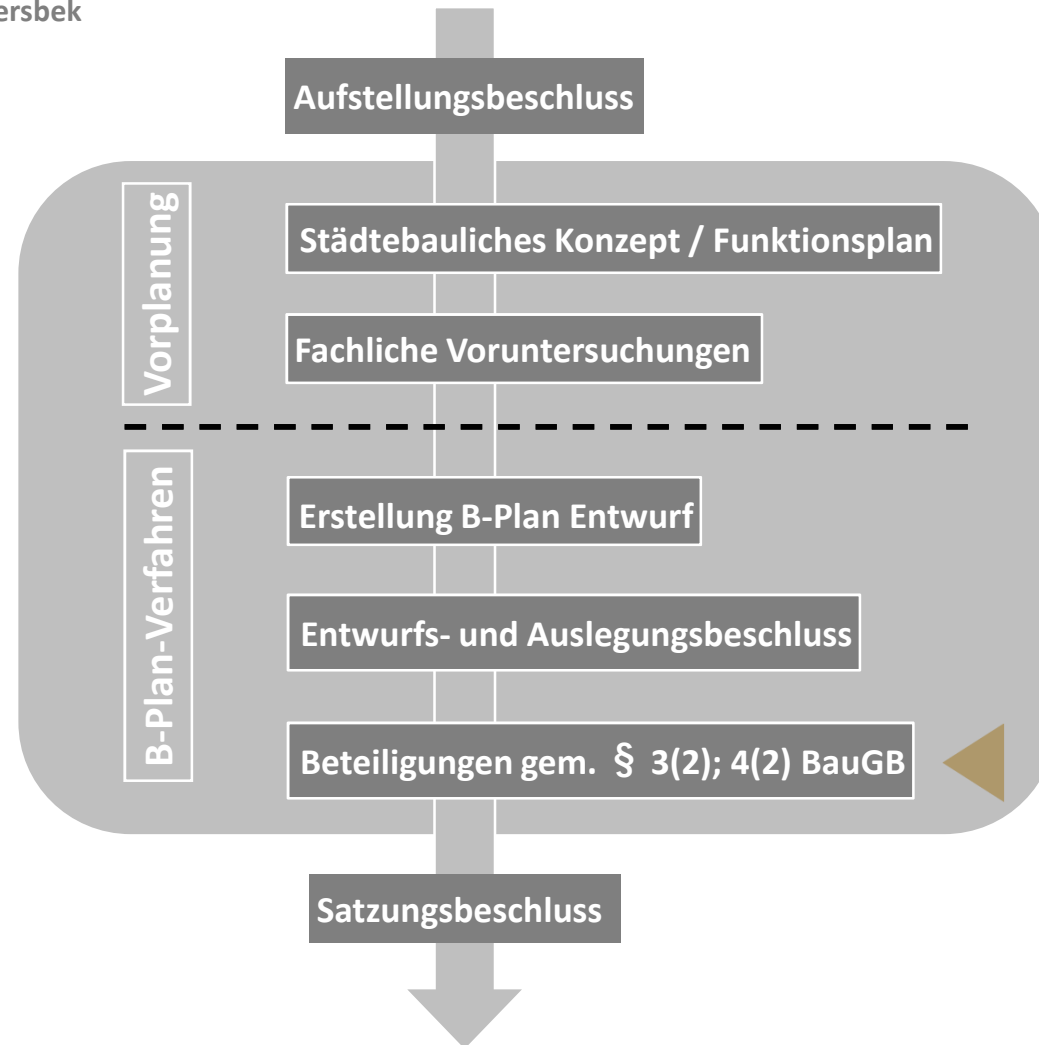 ersbek
Aufstellungsbeschluss
Vorplanung
Städtebauliches Konzept / Funktionsplan
Fachliche Voruntersuchungen
B-Plan-Verfahren
Erstellung B-Plan Entwurf
Entwurfs- und Auslegungsbeschluss
Beteiligungen gem. § 3(2); 4(2) BauGB
Satzungsbeschluss